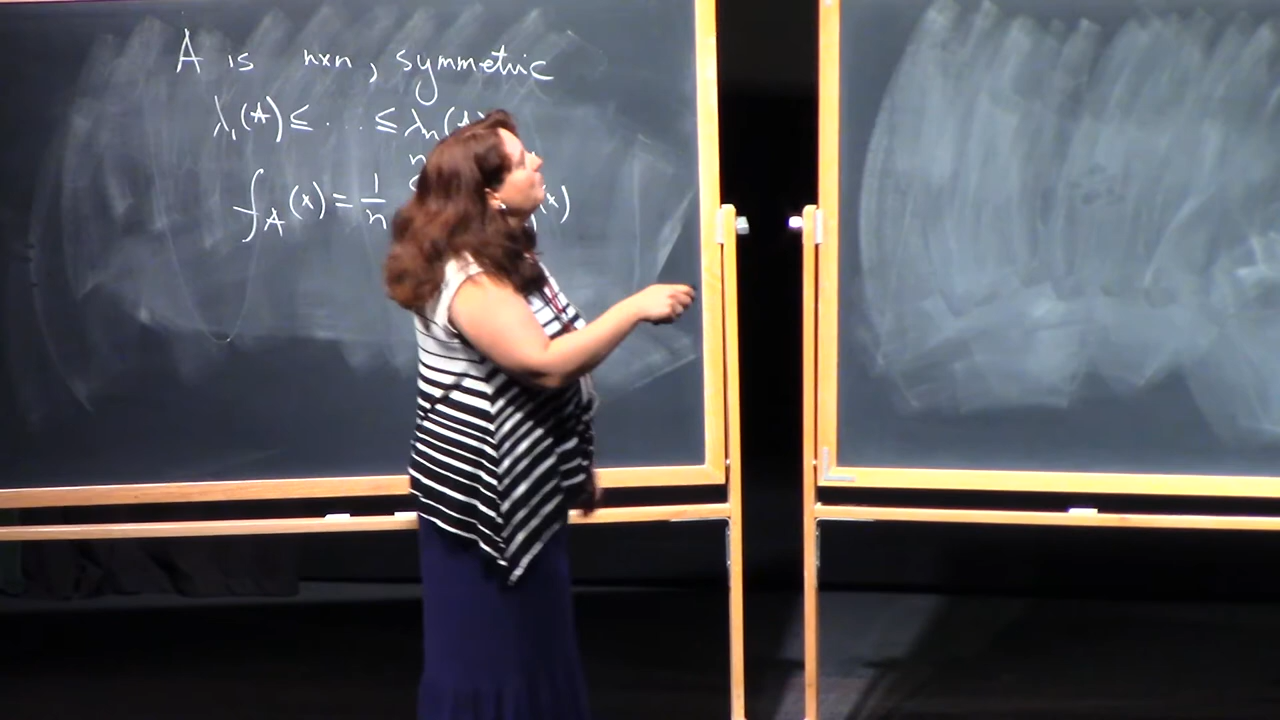 A is n×n, symmetric
λ₁(A) ≤ ... ≤ λₙ(A)
f_A(x) = 1/n (x)